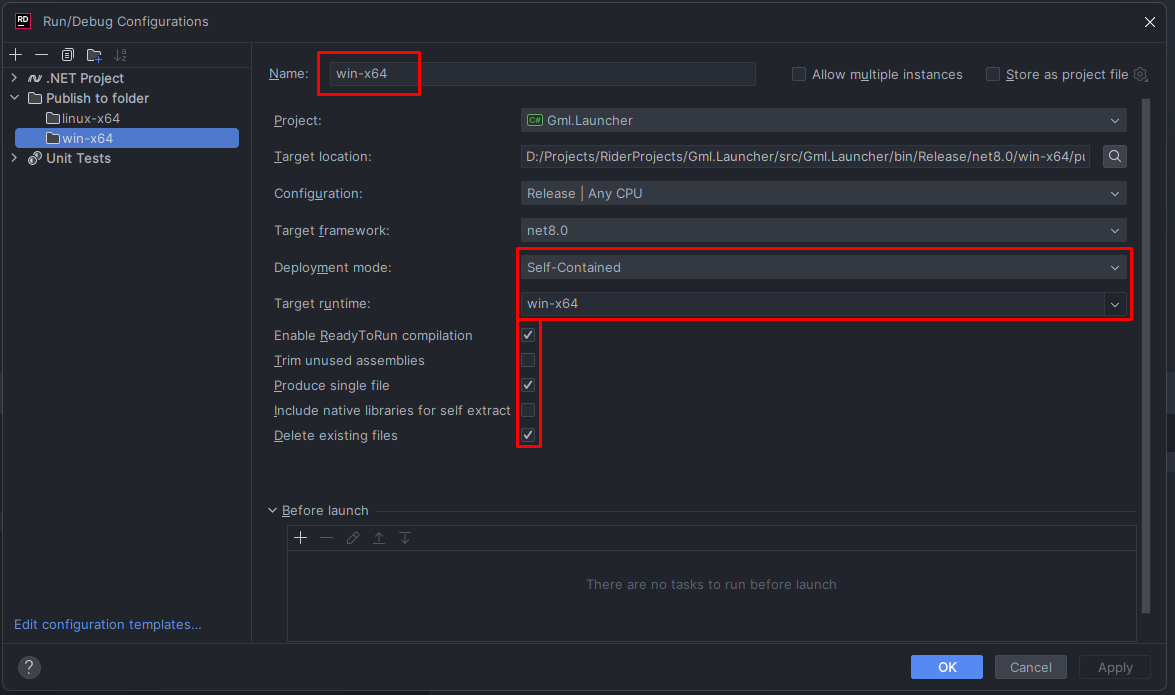 RD Run/Debug Configurations
Name: win-x64 Allow multiple instances Store as project file
.NET Project
Publish to folder
linux-x64
win-x64
Unit Tests
Project: C# Gml.Launcher
Target location: D:/Projects/RiderProjects/Gml.Launcher/src/Gml.Launcher/bin/Release/net8.0/win-x64/pu
Configuration: Release | Any CPU
Target framework: net8.0
Deployment mode: Self-Contained
Target runtime: win-x64
Enable ReadyToRun compilation
Trim unused assemblies
Produce single file
Include native libraries for self extract
Delete existing files
Before launch
There are no tasks to run before launch
Edit configuration templates...
? OK Cancel Apply